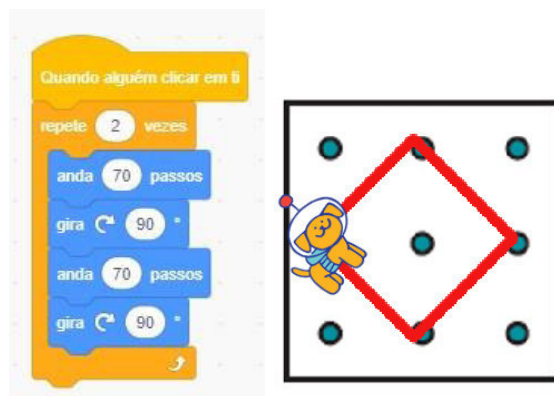 Quando alguém clicar em ti
repete 2 vezes
anda 70 passos
gira 90 °
anda 70 passos
gira 90 °